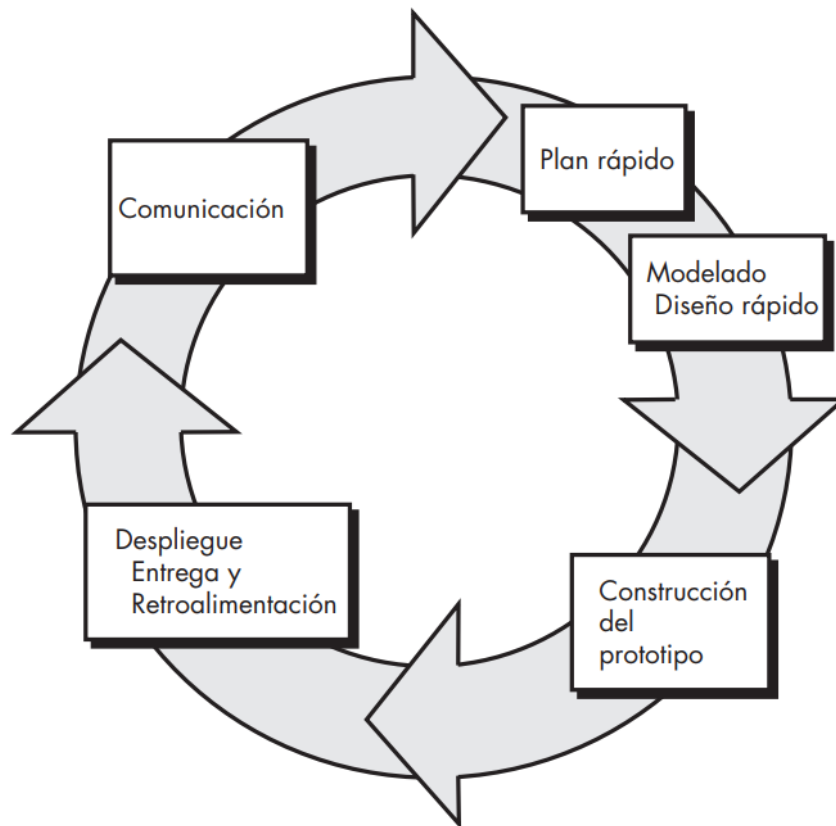 Comunicación
Plan rápido
Modelado
Diseño rápido
Construcción
del
prototipo
Despliegue
Entrega y
Retroalimentación